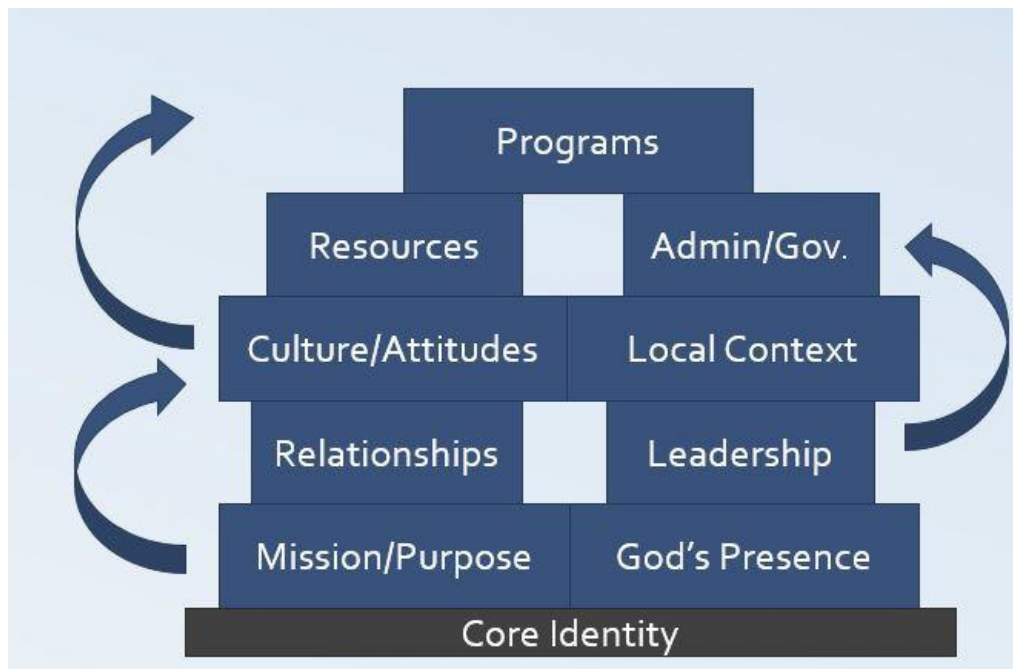 Programs
Resources
Admin/Gov.
Culture/Attitudes
Local Context
Relationships
Leadership
Mission/Purpose
God's Presence
Core Identity